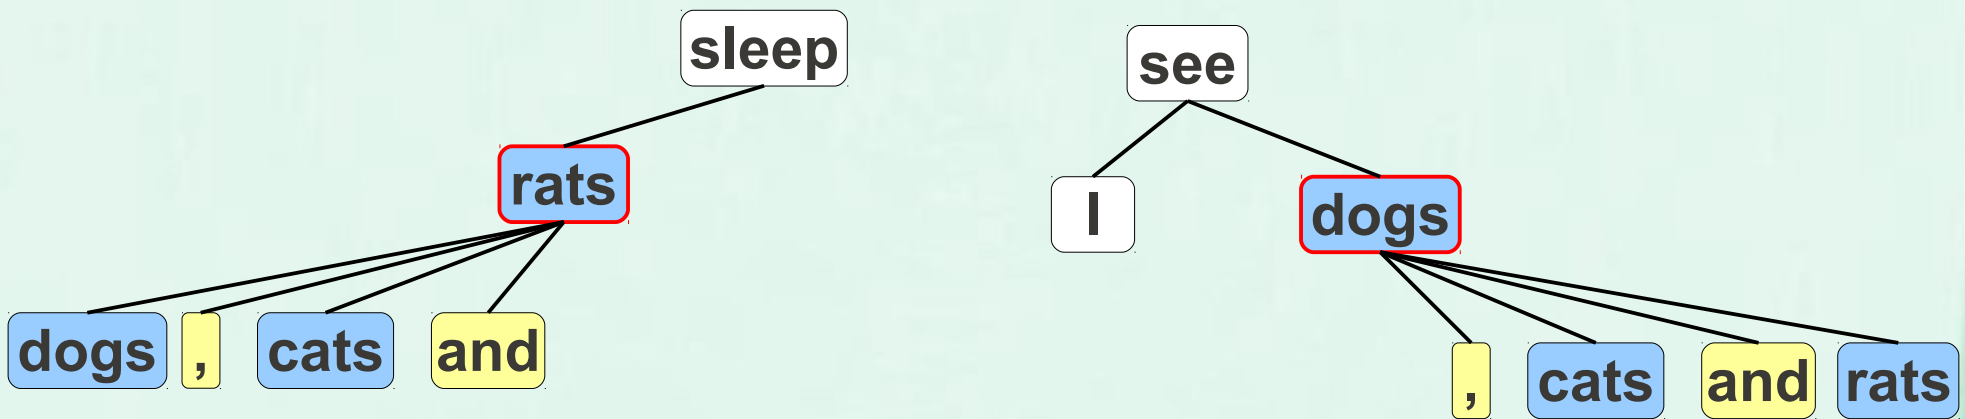 sleep
rats
dogs , cats and
see
I dogs
, cats and rats